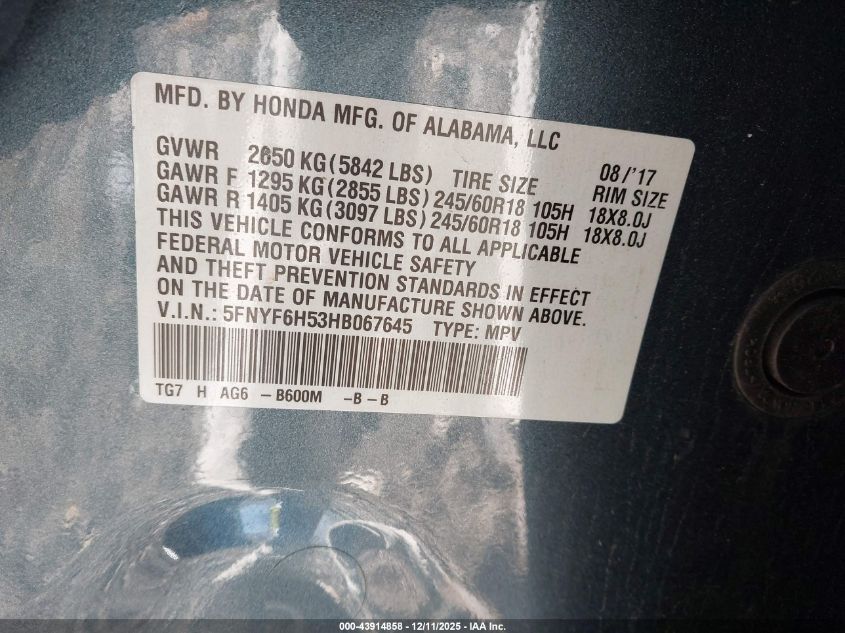 MFD. BY HONDA MFG. OF ALABAMA, LLC
08/'17
GVWR 2650 KG (5842 LBS) TIRE SIZE RIM SIZE
GAWR F 1295 KG (2855 LBS) 245/60R18 105H 18X8.0J
GAWR R 1405 KG (3097 LBS) 245/60R18 105H 18X8.0J
THIS VEHICLE CONFORMS TO ALL APPLICABLE
FEDERAL MOTOR VEHICLE SAFETY
AND THEFT PREVENTION STANDARDS IN EFFECT
ON THE DATE OF MANUFACTURE SHOWN ABOVE.
V.I.N.: 5FNYF6H53HB067645 TYPE: MPV
TG7 H AG6 - B600M - B - B
000-43914858 - 12/11/2025 - IAA Inc.